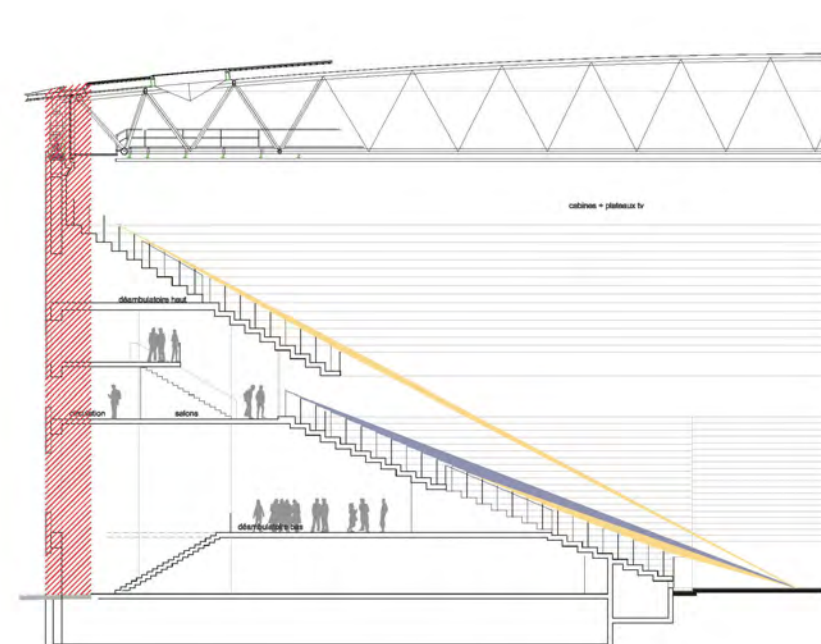 cabines + plateaux tv
déambulatoire haut
circulation
salons
déambulatoire bas